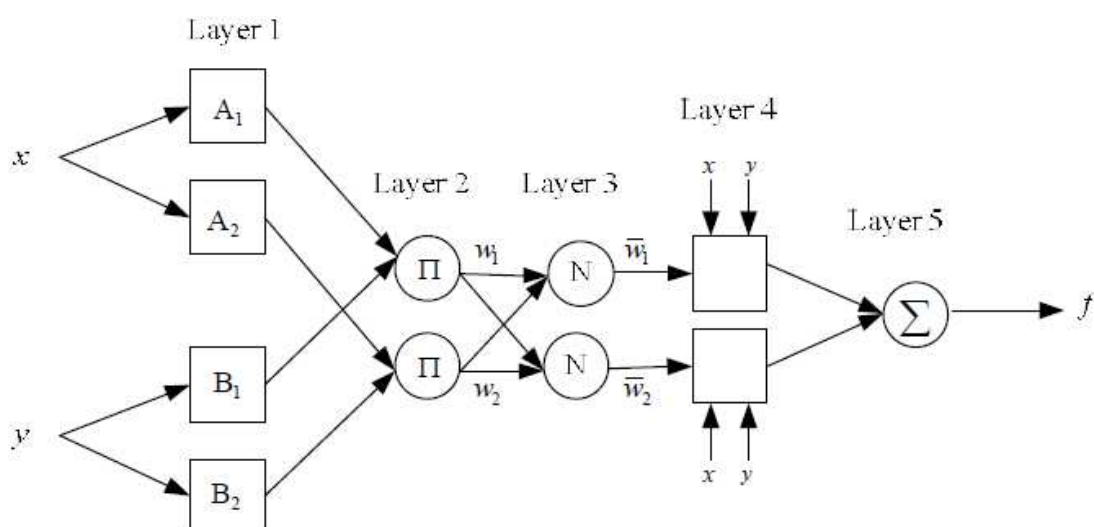 Layer 1
A₁
x
A₂
B₁
y
B₂
Layer 2
Π
w₁
Π
w₂
Layer 3
N
w̅₁
N
w̅₂
Layer 4
x y
x y
Layer 5
Σ
f